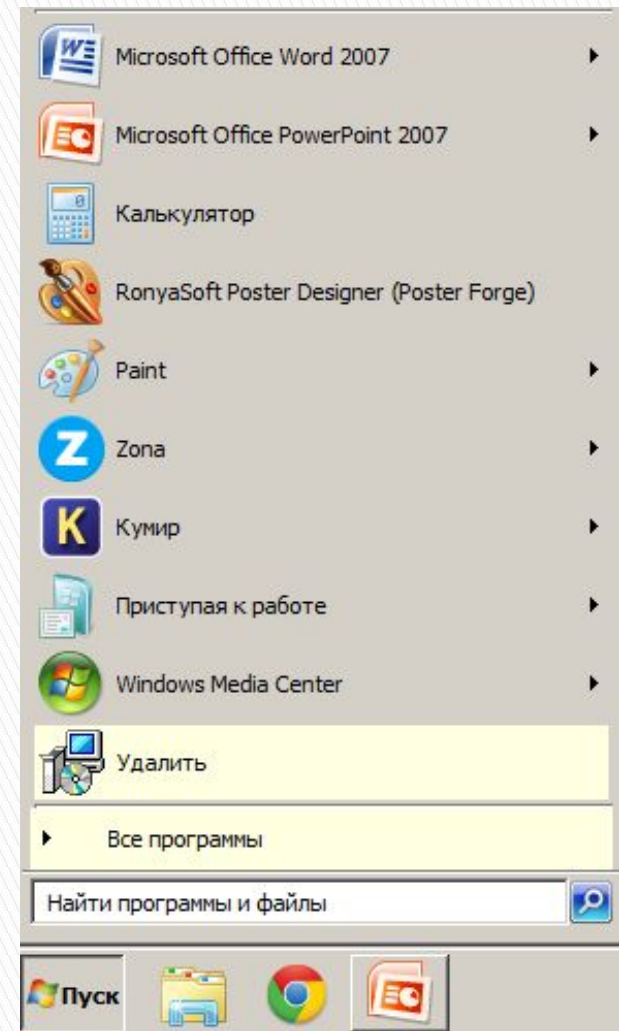 Microsoft Office Word 2007
Microsoft Office PowerPoint 2007
Калькулятор
RonyaSoft Poster Designer (Poster Forge)
Paint
Zona
Кумир
Приступая к работе
Windows Media Center
Удалить
Все программы
Найти программы и файлы
Пуск